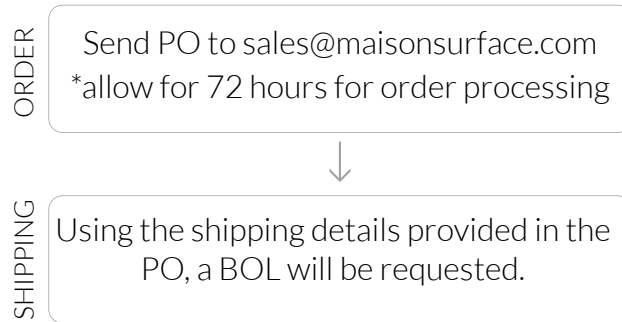 ORDER
Send PO to sales@maisonsurface.com
*allow for 72 hours for order processing
SHIPPING
Using the shipping details provided in the
PO, a BOL will be requested.